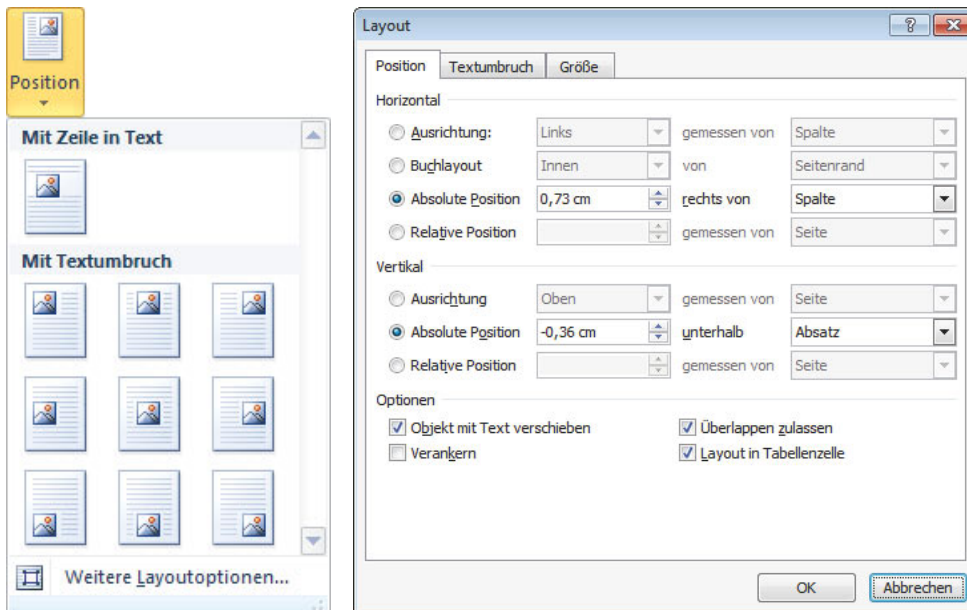 Position
Mit Zeile in Text
Mit Textumbruch
Weitere Layoutoptionen...
Layout
Position Textumbruch Größe
Horizontal
Ausrichtung: Links gemessen von Spalte
Buchlayout Innen von Seitenrand
Absolute Position 0,73 cm rechts von Spalte
Relative Position gemessen von Seite
Vertikal
Ausrichtung Oben gemessen von Seite
Absolute Position -0,36 cm unterhalb Absatz
Relative Position gemessen von Seite
Optionen
Objekt mit Text verschieben Überlappen zulassen
Verankern Layout in Tabellenzelle
OK Abbrechen